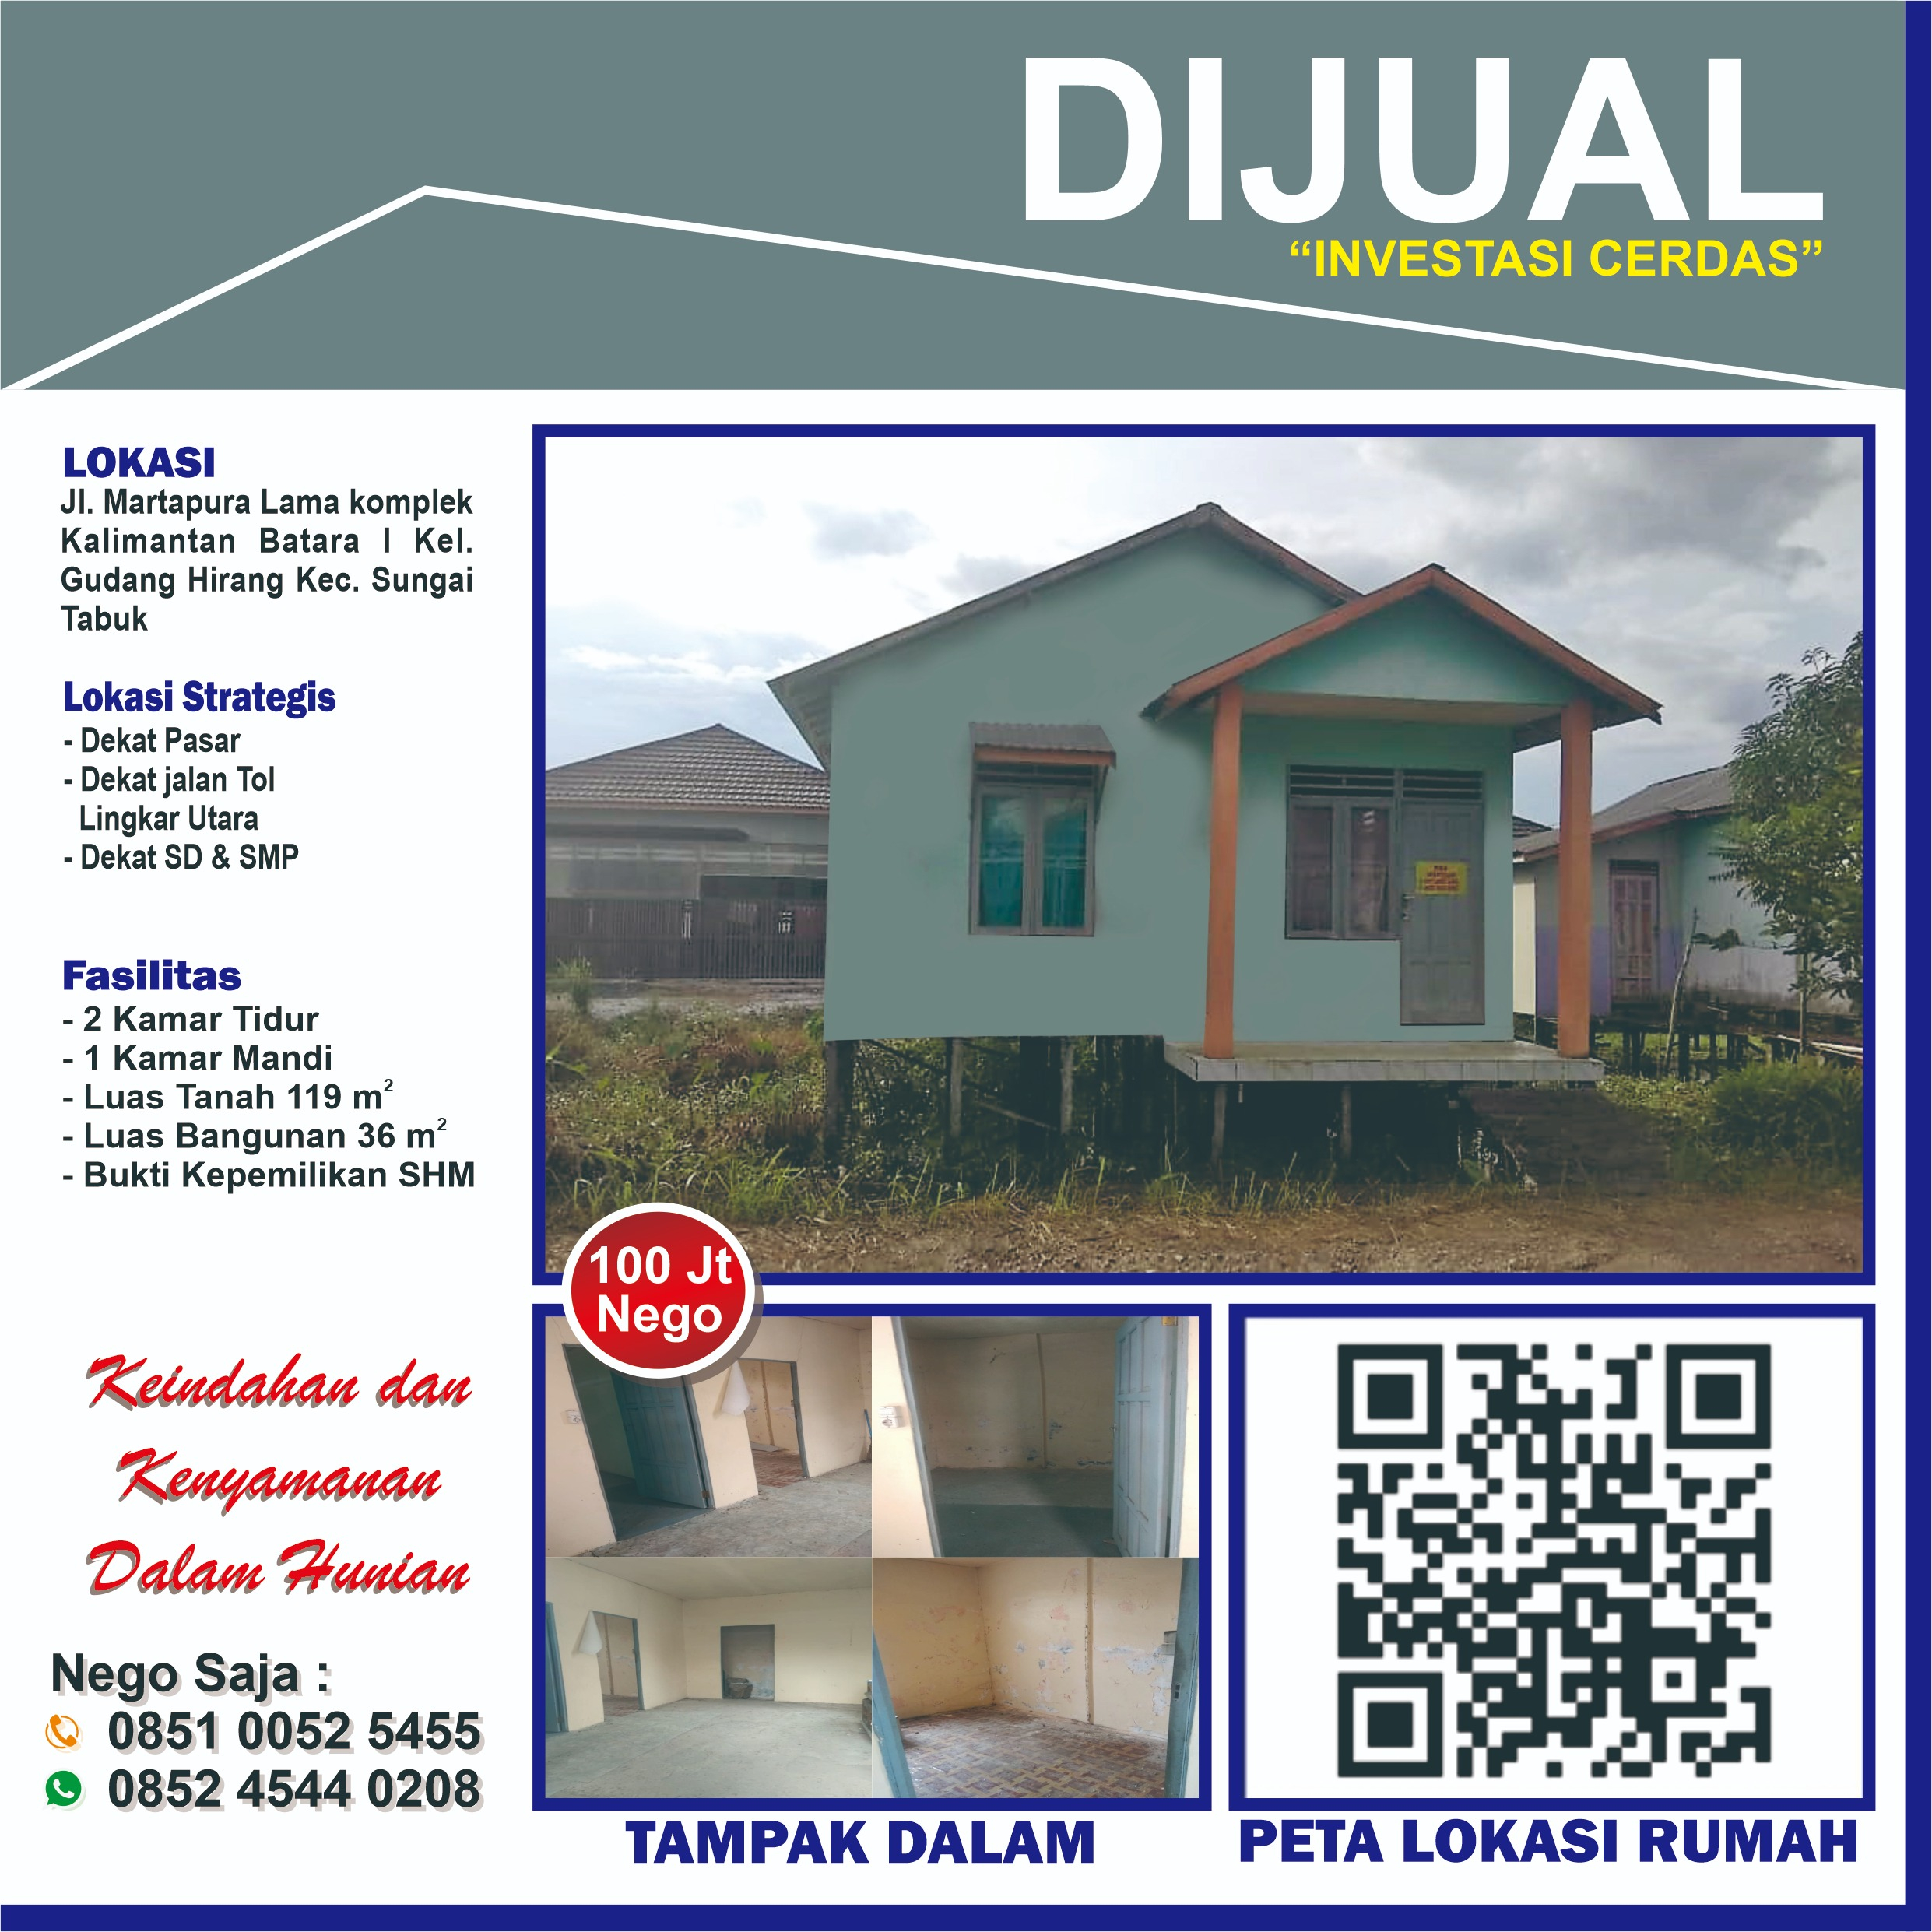 DIJUAL
“INVESTASI CERDAS”
LOKASI
Jl. Martapura Lama komplek
Kalimantan Batara I Kel.
Gudang Hirang Kec. Sungai
Tabuk
Lokasi Strategis
- Dekat Pasar
- Dekat jalan Tol
Lingkar Utara
- Dekat SD & SMP
Fasilitas
- 2 Kamar Tidur
- 1 Kamar Mandi
- Luas Tanah 119 m²
- Luas Bangunan 36 m²
- Bukti Kepemilikan SHM
100 Jt
Nego
Keindahan dan
Kenyamanan
Dalam Hunian
Nego Saja :
0851 0052 5455
0852 4544 0208
TAMPAK DALAM
PETA LOKASI RUMAH